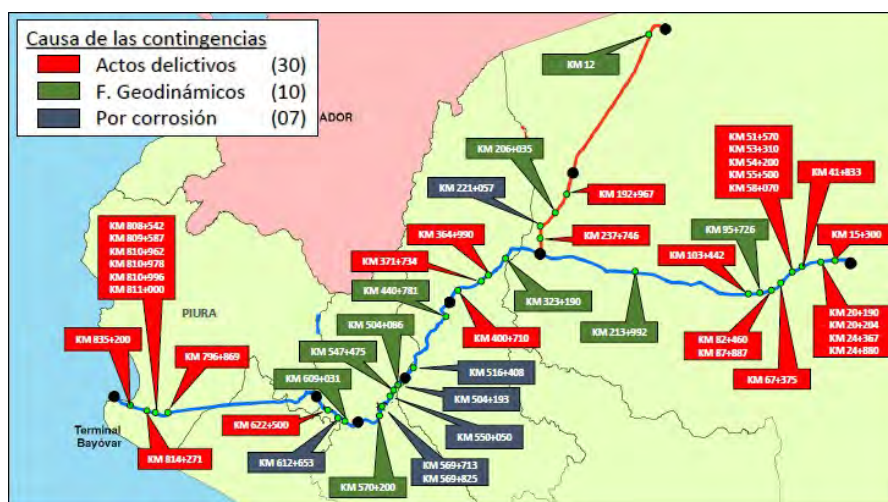 Causa de las contingencias
Actos delictivos (30)
F. Geodinámicos (10)
Por corrosión (07)
ADOR
KM 12
KM 206+035
KM 221+057
KM 192+967
KM 51+570
KM 53+310
KM 54+200
KM 55+500
KM 58+070
KM 41+833
KM 808+542
KM 809+587
KM 810+962
KM 810+978
KM 810+996
KM 811+000
KM 364+990
KM 371+734
KM 237+746
KM 95+726
KM 103+442
KM 15+300
KM 440+781
KM 323+190
KM 213+992
PIURA
KM 504+086
KM 400+710
KM 82+460
KM 87+887
KM 20+190
KM 20+204
KM 24+367
KM 24+880
KM 835+200
KM 547+475
KM 796+869
KM 516+408
KM 67+375
KM 609+031
KM 504+193
KM 622+500
KM 550+050
Terminal
Bayóvar
KM 814+271
KM 612+653
KM 569+713
KM 569+825
KM 570+200